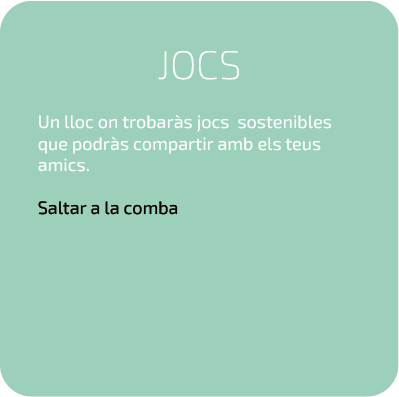 JOCS
Un lloc on trobaràs jocs  sostenibles
que podràs compartir amb els teus
amics.
Saltar a la comba